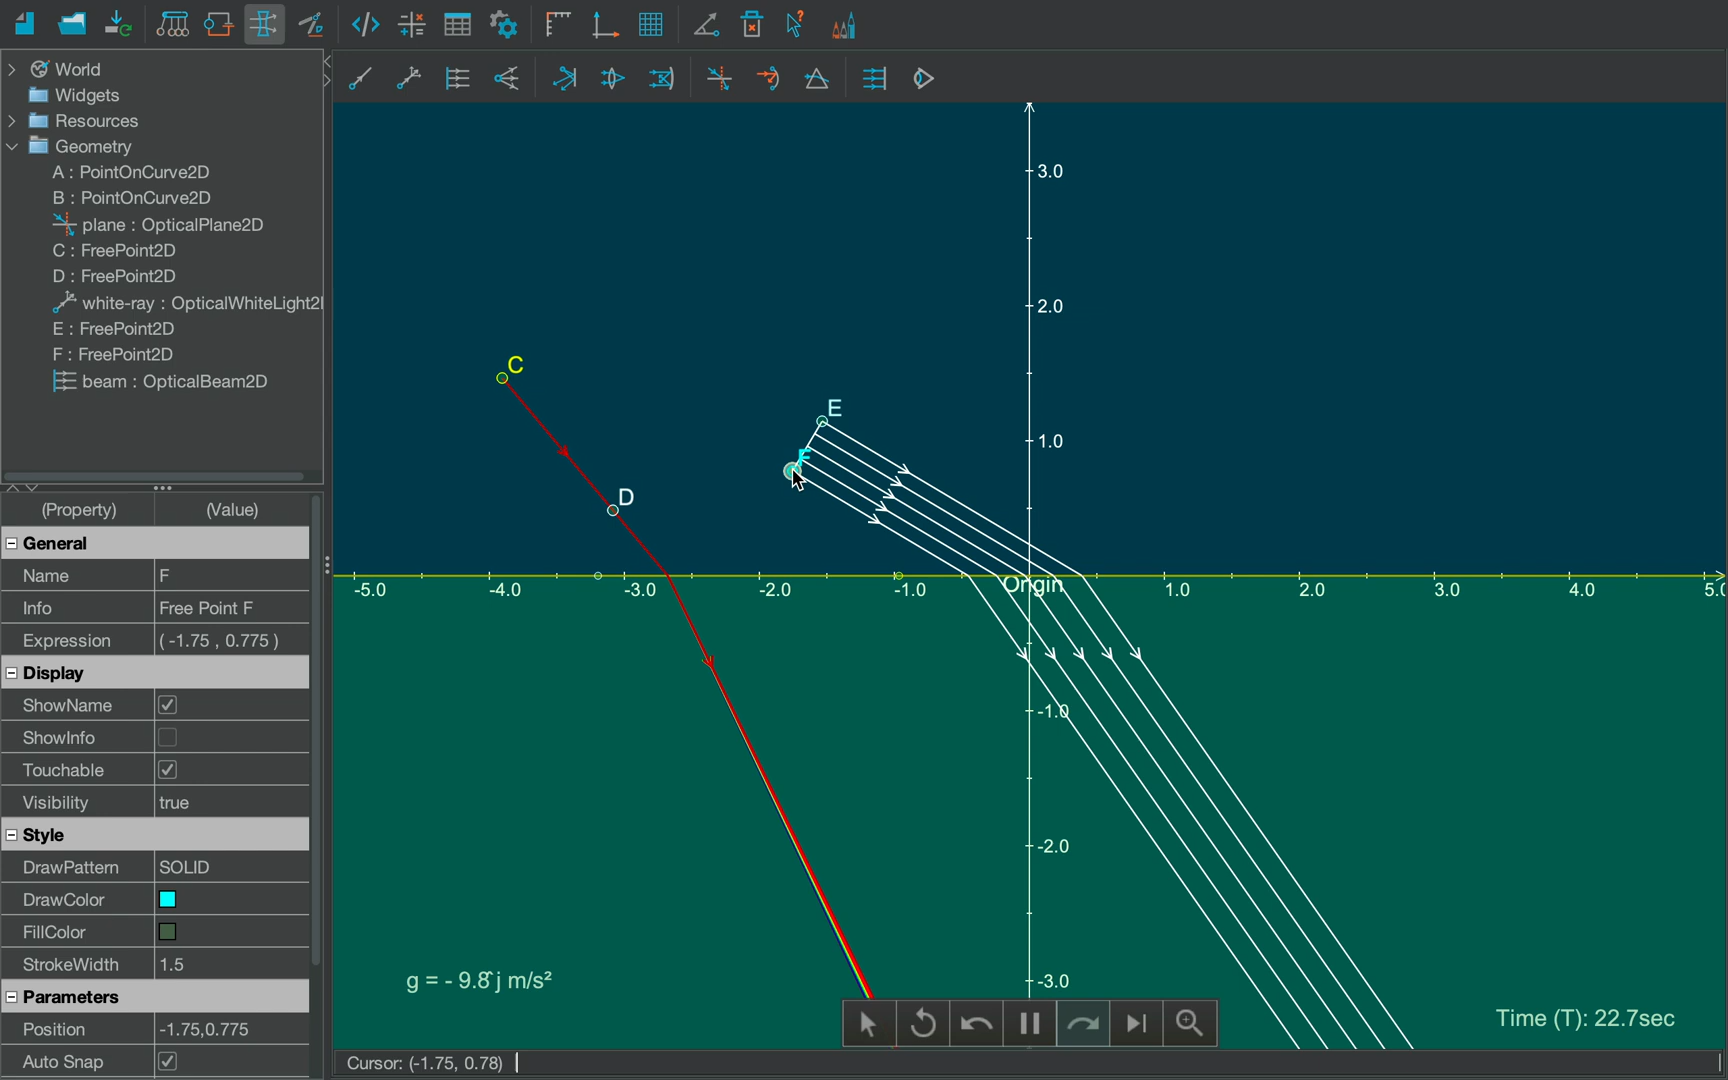 World
Widgets
Resources
Geometry
A : PointOnCurve2D
B : PointOnCurve2D
plane : OpticalPlane2D
C : FreePoint2D
D : FreePoint2D
white-ray : OpticalWhiteLight2
E : FreePoint2D
F : FreePoint2D
beam : OpticalBeam2D
(Property) (Value)
General
Name F
Info Free Point F
Expression ( -1.75 , 0.775 )
Display
ShowName
ShowInfo
Touchable
Visibility true
Style
DrawPattern SOLID
DrawColor
FillColor
StrokeWidth 1.5
Parameters
Position -1.75,0.775
Auto Snap
3.0
2.0
1.0
C
E
F
D
-5.0 -4.0 -3.0 -2.0 -1.0 Origin 1.0 2.0 3.0 4.0 5.0
-1.0
-2.0
-3.0
g = - 9.8ĵ m/s²
Time (T): 22.7sec
Cursor: (-1.75, 0.78)